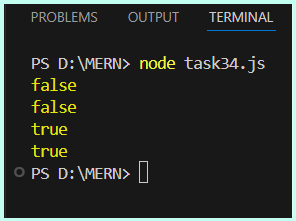 PROBLEMS OUTPUT TERMINAL
PS D:\MERN> node task34.js
false
false
true
true
PS D:\MERN>